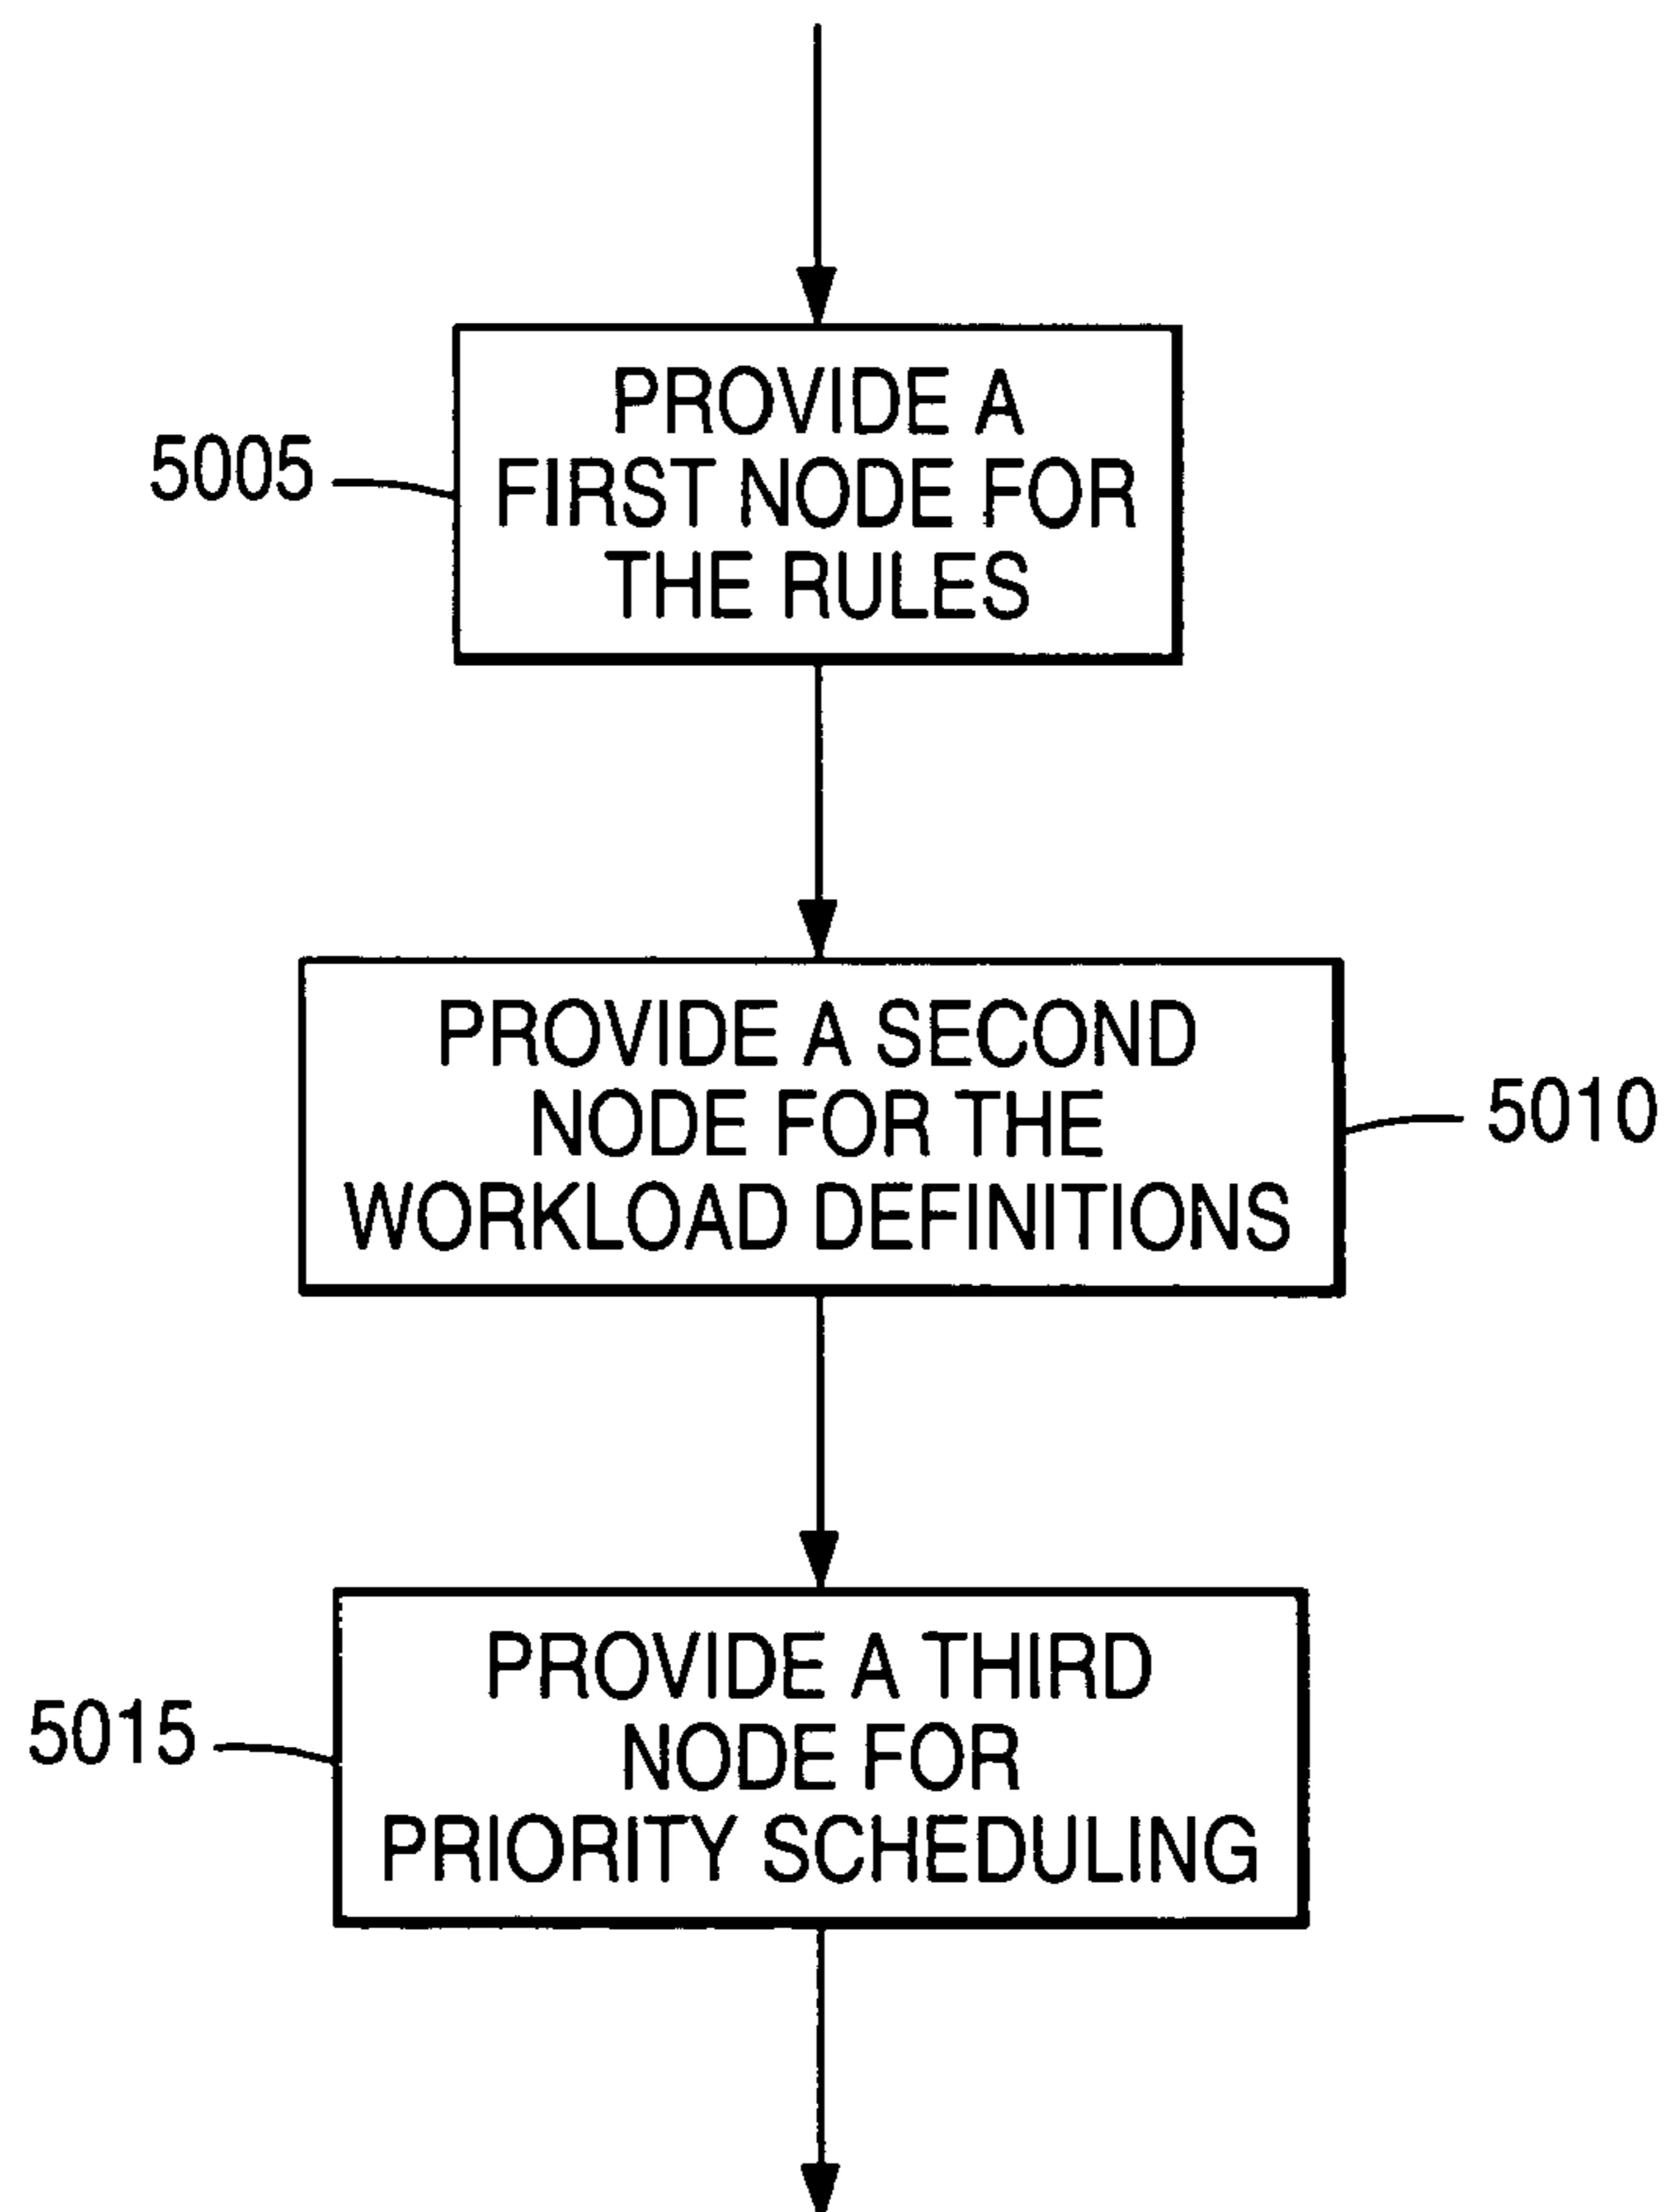 PROVIDE A
FIRST NODE FOR
THE RULES
5005
PROVIDE A SECOND
NODE FOR THE
WORKLOAD DEFINITIONS
5010
PROVIDE A THIRD
NODE FOR
PRIORITY SCHEDULING
5015